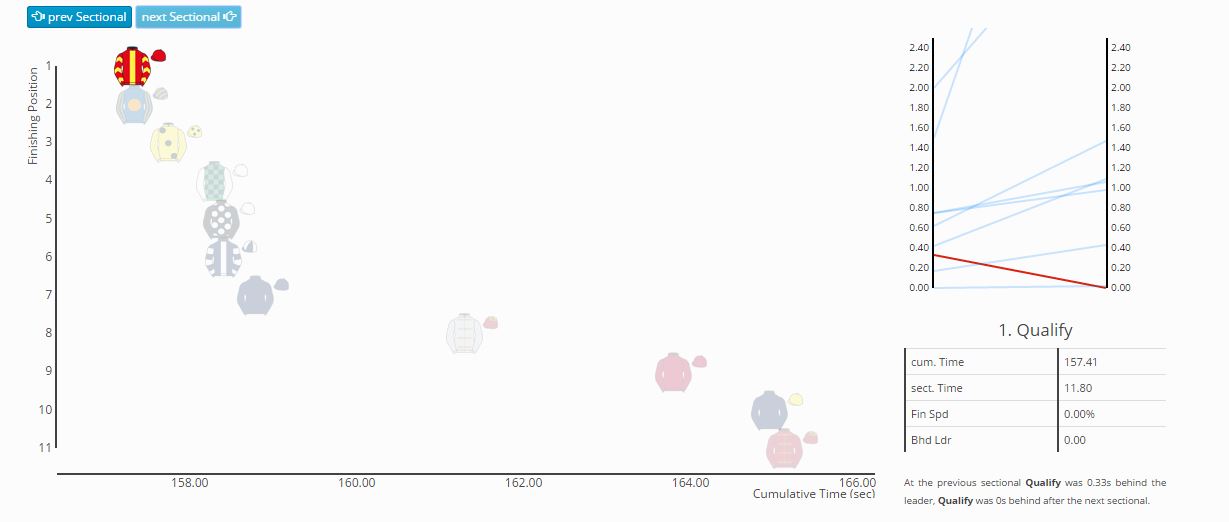 prev Sectional next Sectional
Finishing Position
1
2
3
4
5
6
7
8
9
10
11
158.00 160.00 162.00 164.00 166.00
Cumulative Time (sec)
2.40 2.40
2.20 2.20
2.00 2.00
1.80 1.80
1.60 1.60
1.40 1.40
1.20 1.20
1.00 1.00
0.80 0.80
0.60 0.60
0.40 0.40
0.20 0.20
0.00 0.00
1. Qualify
cum. Time 157.41
sect. Time 11.80
Fin Spd 0.00%
Bhd Ldr 0.00
At the previous sectional Qualify was 0.33s behind the
leader, Qualify was 0s behind after the next sectional.